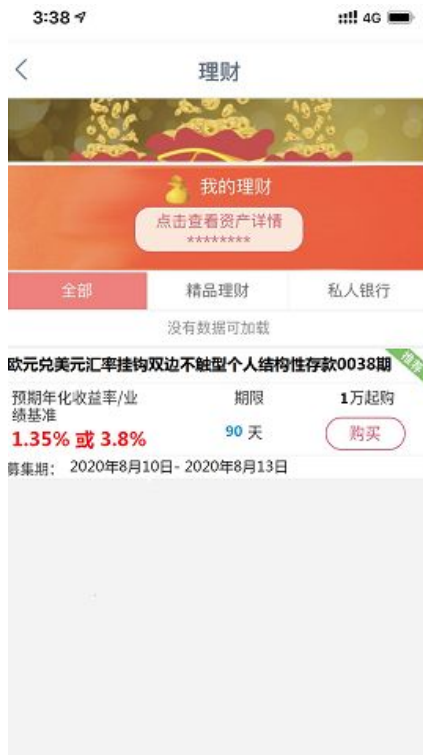 3:38
4G
理财
我的理财
点击查看资产详情
********
全部 精品理财 私人银行
没有数据可加载
欧元兑美元汇率挂钩双边不触型个人结构性存款0038期
推荐
预期年化收益率/业 期限 1万起购
绩基准
1.35% 或 3.8% 90 天 购买
募集期： 2020年8月10日- 2020年8月13日